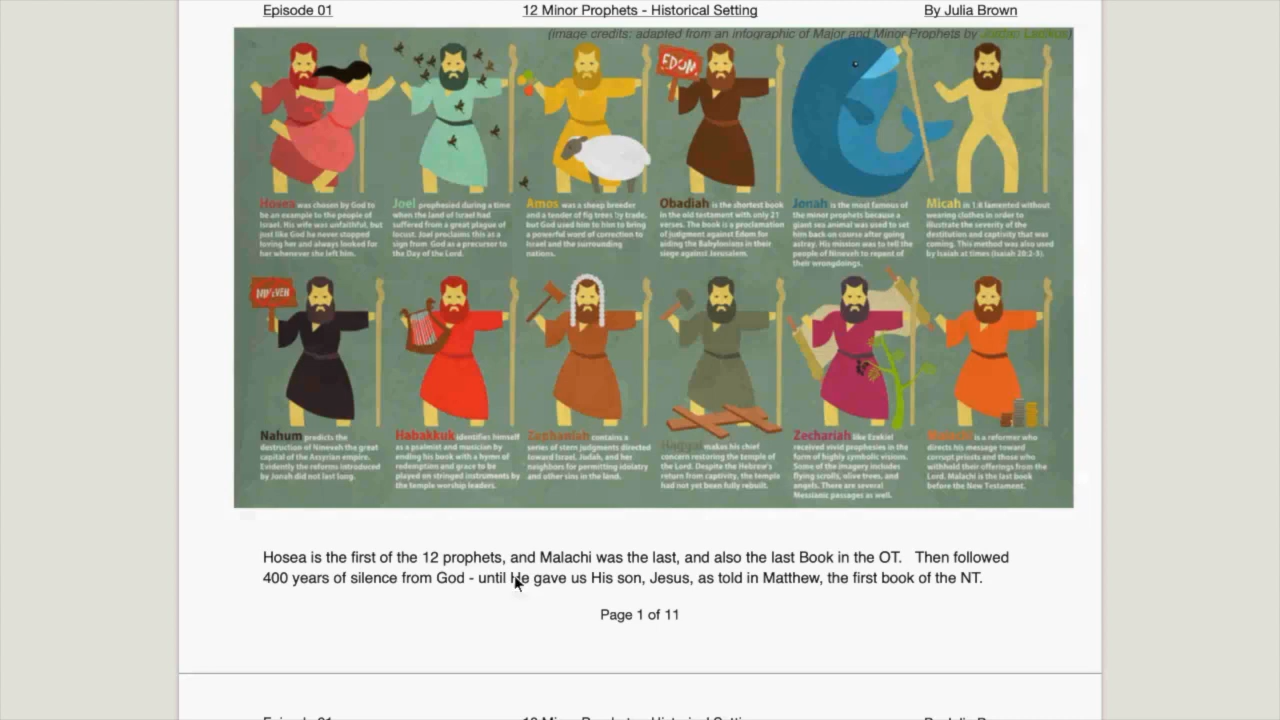 Episode 01
12 Minor Prophets - Historical Setting
By Julia Brown
(image credits: adapted from an infographic of Major and Minor Prophets by
EDOM
Hosea was chosen by God to
be an example to the people of
Israel. His wife was unfaithful, but
just like God he never stopped
loving her and always looked for
her whenever she left him.
Joel prophesied during a time
when the land of Israel had
suffered from a great plague of
locust. Joel proclaims this as a
sign from God as a precursor to
the Day of the Lord.
Amos was a sheep breeder
and a tender of fig trees by trade,
but God used him to him to bring
a powerful word of correction to
Israel and the surrounding
nations.
Obadiah is the shortest book
in the old testament with only 21
verses. The book is a proclamation
of judgment against Edom for
aiding the Babylonians in their
siege against Jerusalem.
Jonah is the most famous of
the minor prophets because a
giant sea animal was used to set
him back on course after going
astray. His mission was to tell the
people of Nineveh to repent of
their wrongdoings.
Micah in 1:8 lamented without
wearing clothes in order to
illustrate the severity of the
destitution and captivity that was
coming. This method was also used
by Isaiah at times (Isaiah 20:2-3).
NINEVEH
Nahum predicts the
destruction of Nineveh the great
capital of the Assyrian empire.
Evidently the reforms introduced
by Jonah did not last long.
Habakkuk identifies himself
as a psalmist and musician by
ending his book with a hymn of
redemption and grace to be
played on stringed instruments by
the temple worship leaders.
Zephaniah contains a
series of stern judgments directed
toward Israel, Judah, and her
neighbors for permitting idolatry
and other sins in the land.
Haggai makes his chief
concern restoring the temple of
the Lord. Despite the Hebrew's
return from captivity, the temple
had not yet been fully rebuilt.
Zechariah like Ezekiel
received vivid prophesies in the
form of highly symbolic visions.
Some of the imagery includes
flying scrolls, olive trees, and
angels. There are several
Messianic passages as well.
Malachi is a reformer who
directs his message toward
corrupt priests and those who
withhold their offerings from the
Lord. Malachi is the last book
before the New Testament.
Hosea is the first of the 12 prophets, and Malachi was the last, and also the last Book in the OT. Then followed
400 years of silence from God - until He gave us His son, Jesus, as told in Matthew, the first book of the NT.
Page 1 of 11